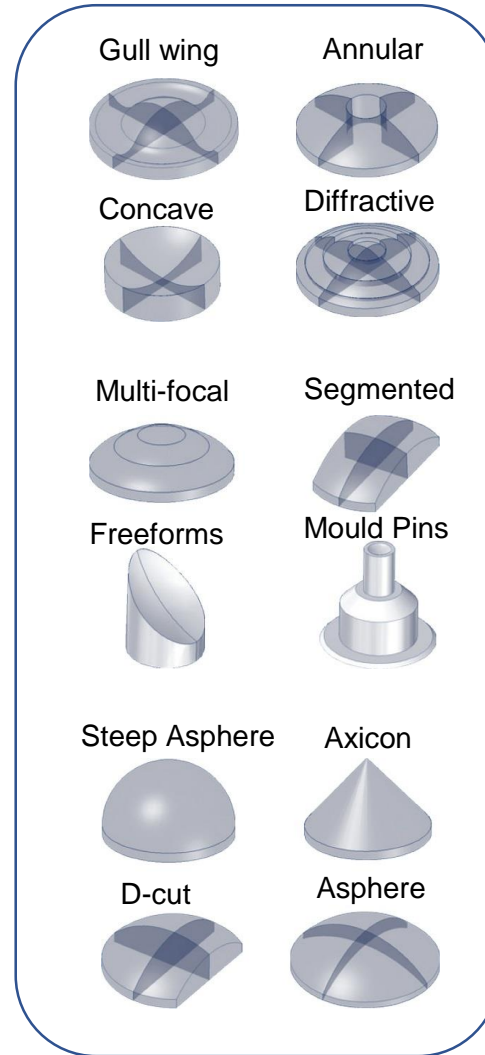 Gull wing
Annular
Concave
Diffractive
Multi-focal
Segmented
Freeforms
Mould Pins
Steep Asphere
Axicon
D-cut
Asphere